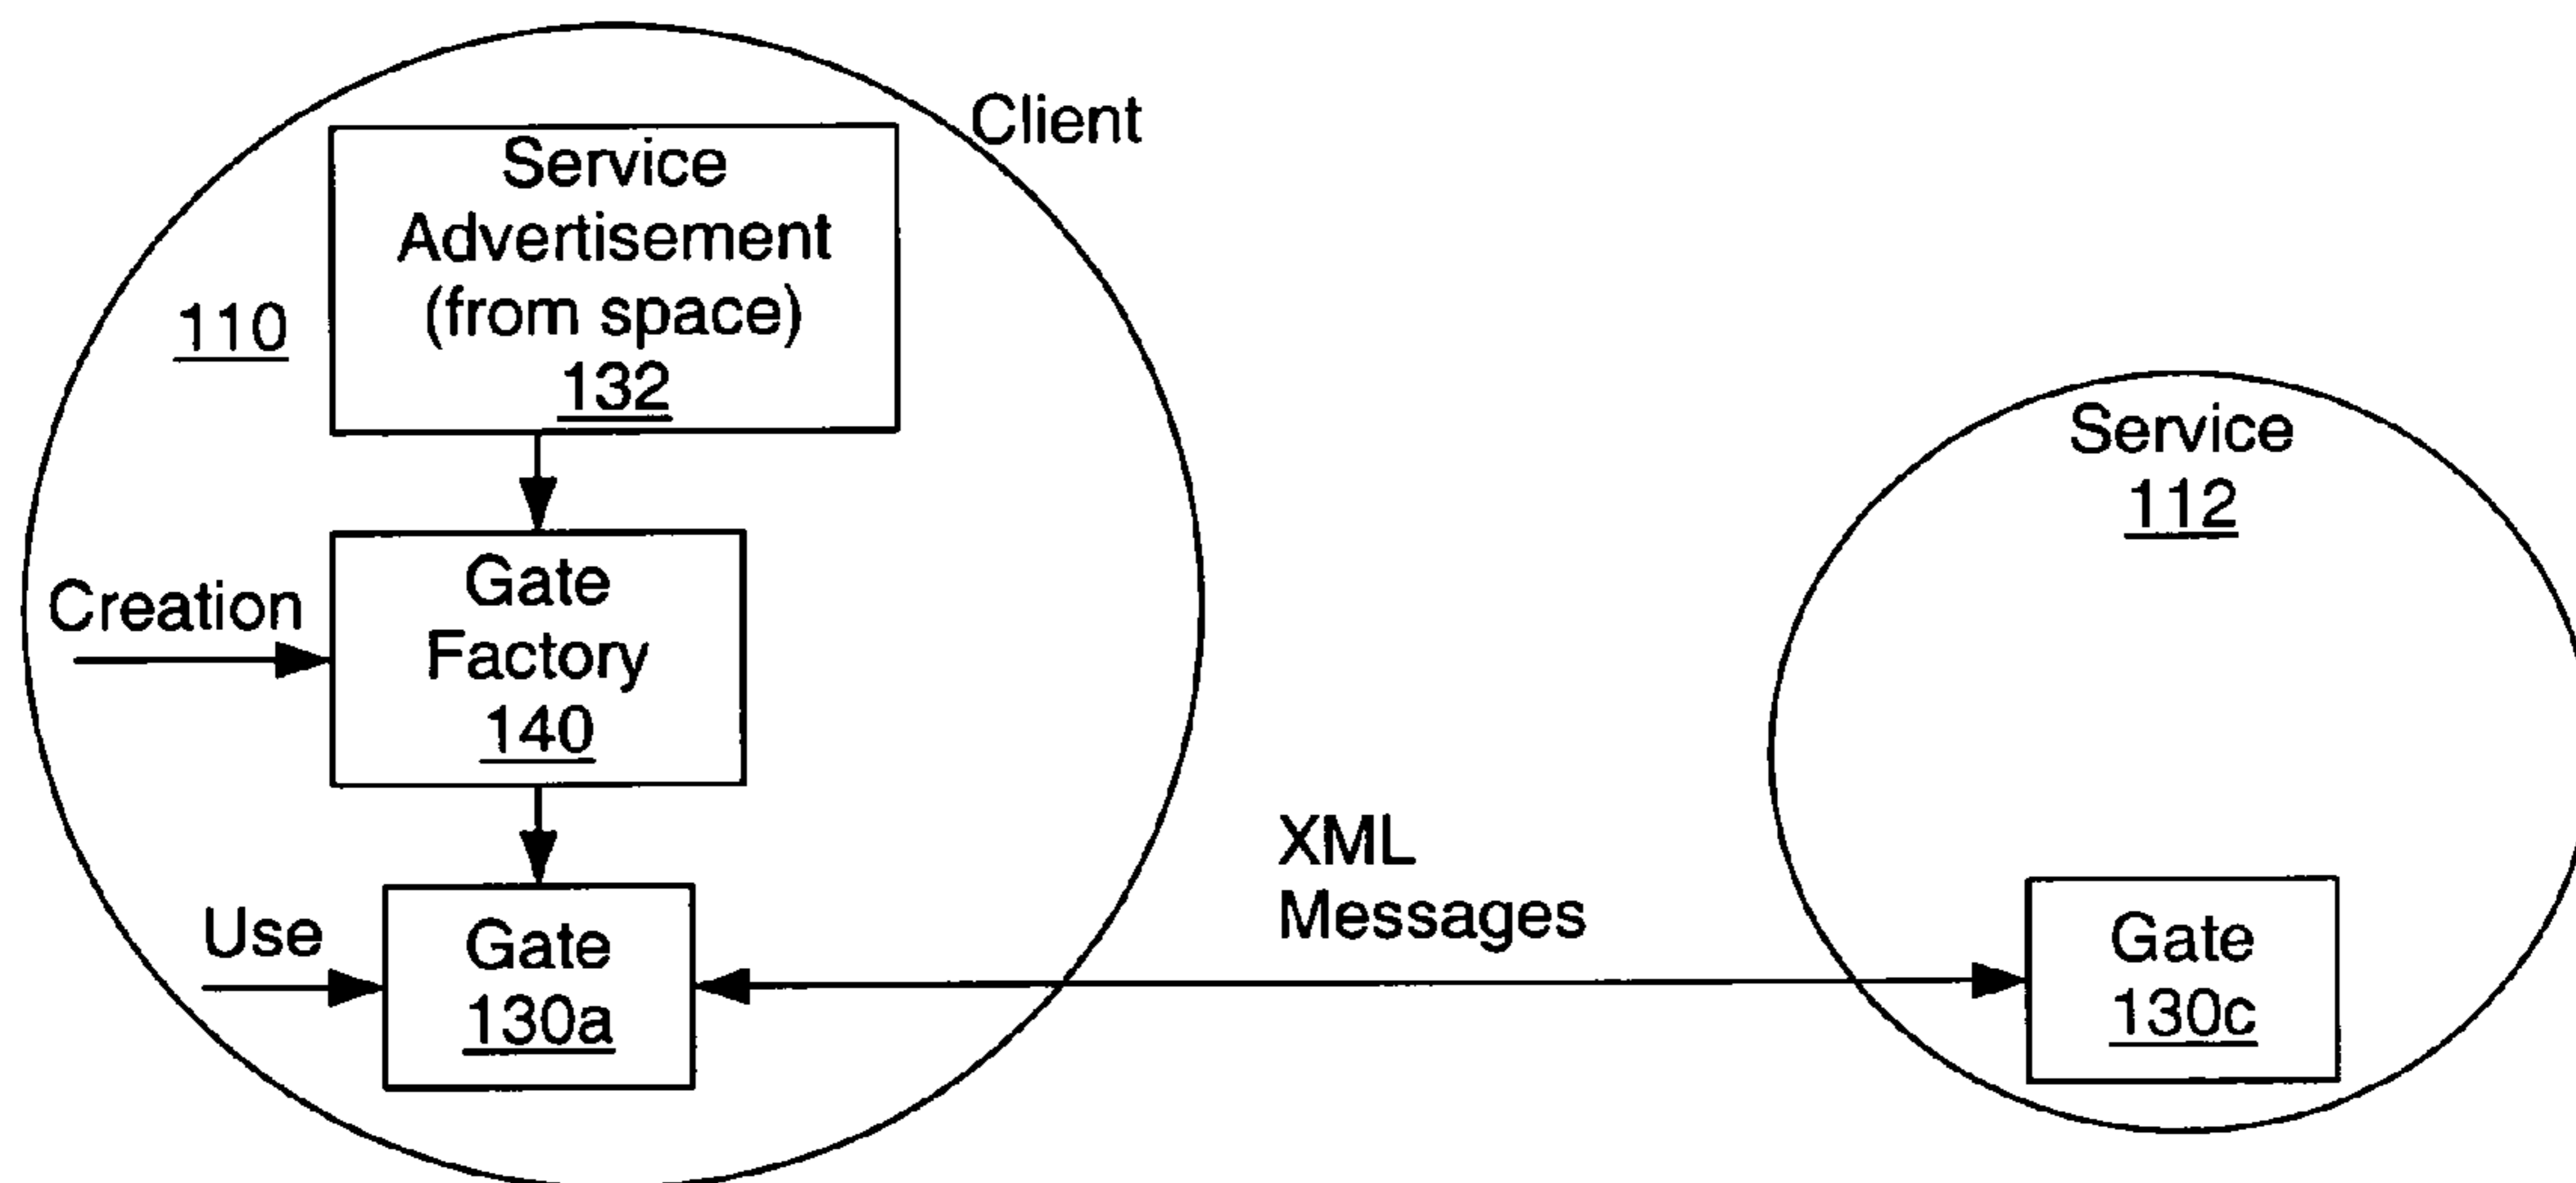 Client
110
Service
Advertisement
(from space)
132
Creation
Gate
Factory
140
Use
Gate
130a
XML
Messages
Service
112
Gate
130c